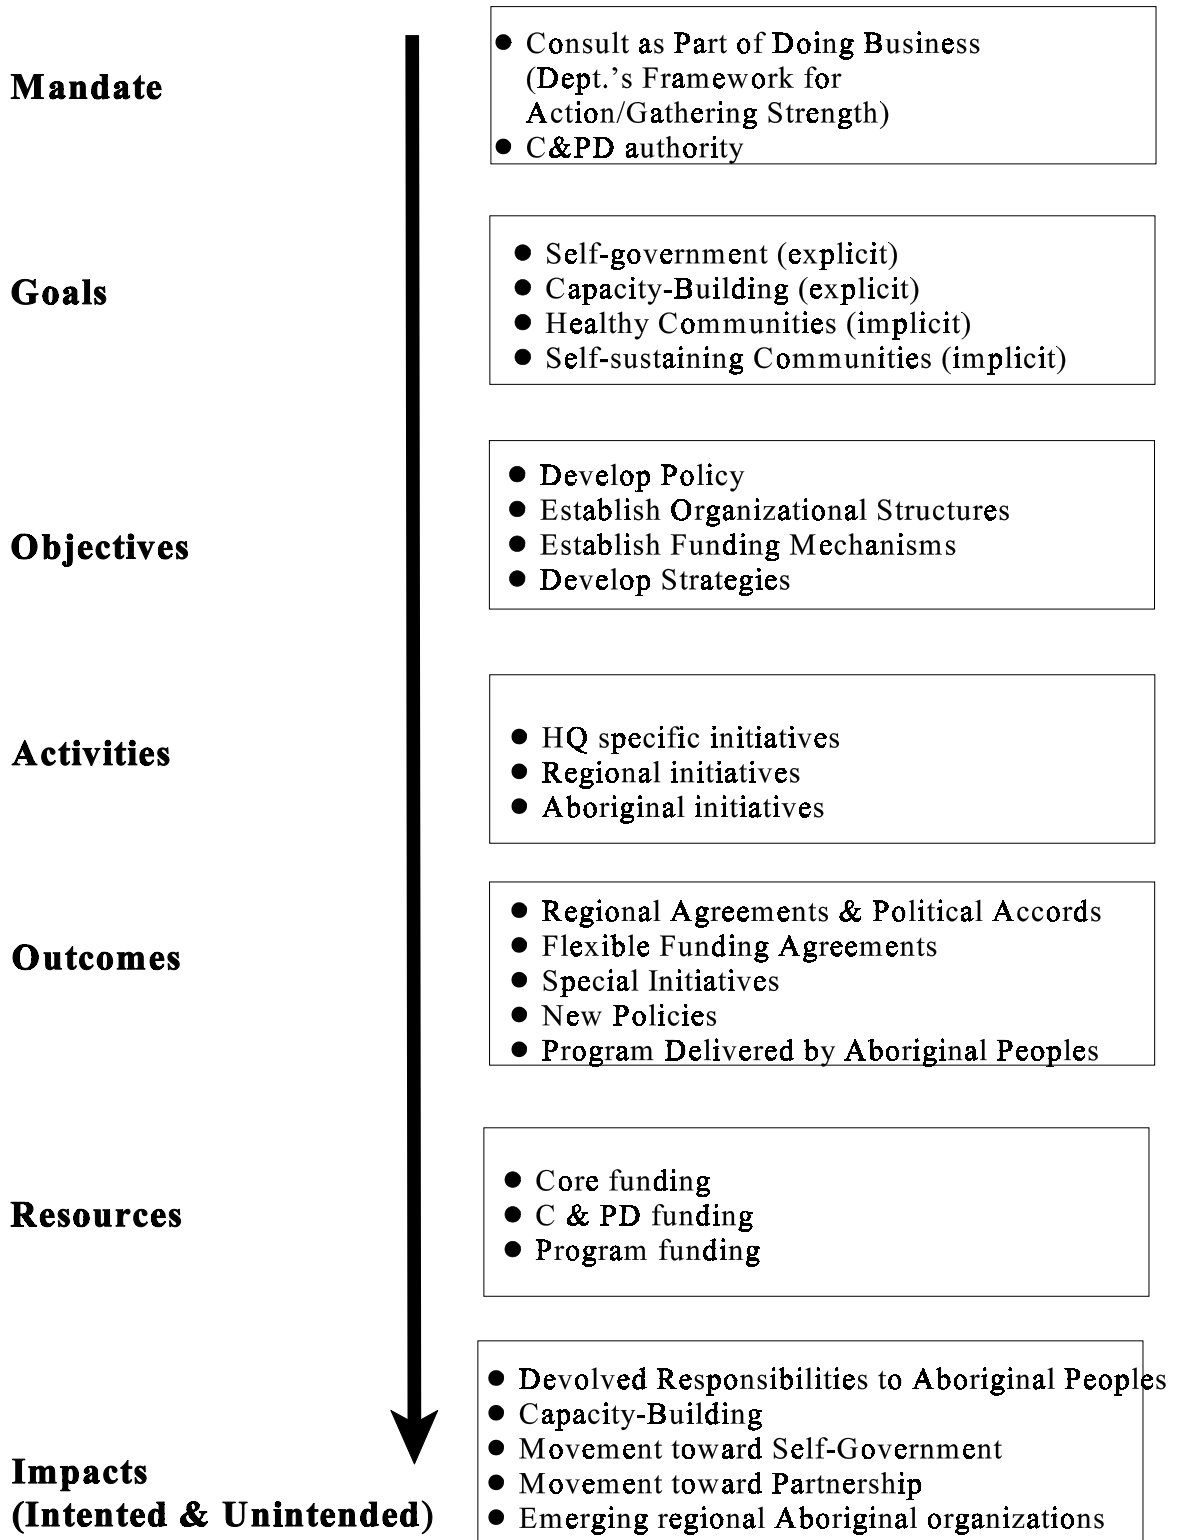 Mandate
● Consult as Part of Doing Business
(Dept.'s Framework for
Action/Gathering Strength)
● C&PD authority
Goals
● Self-government (explicit)
● Capacity-Building (explicit)
● Healthy Communities (implicit)
● Self-sustaining Communities (implicit)
Objectives
● Develop Policy
● Establish Organizational Structures
● Establish Funding Mechanisms
● Develop Strategies
Activities
● HQ specific initiatives
● Regional initiatives
● Aboriginal initiatives
Outcomes
● Regional Agreements & Political Accords
● Flexible Funding Agreements
● Special Initiatives
● New Policies
● Program Delivered by Aboriginal Peoples
Resources
● Core funding
● C & PD funding
● Program funding
Impacts
(Intented & Unintended)
● Devolved Responsibilities to Aboriginal Peoples
● Capacity-Building
● Movement toward Self-Government
● Movement toward Partnership
● Emerging regional Aboriginal organizations